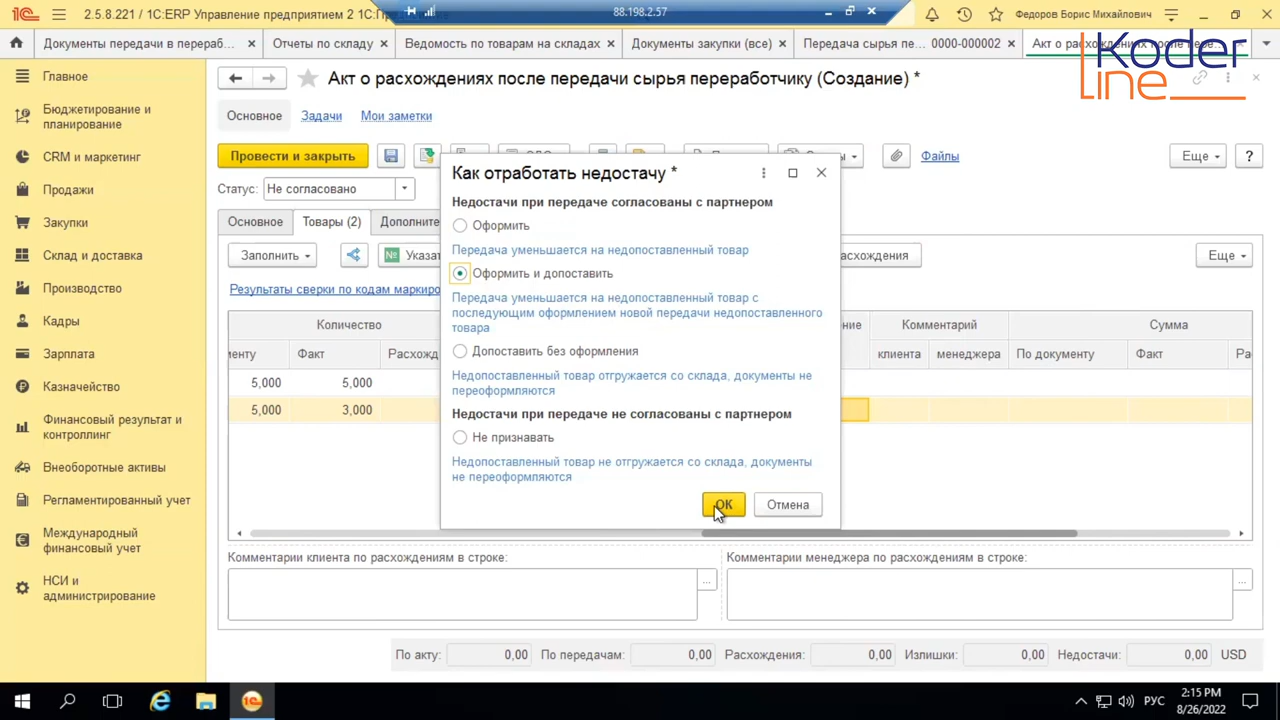 2.5.8.221 / 1C:ERP Управление предприятием 2 1С:
88.198.2.57
Федоров Борис Михайлович
Документы передачи в перераб...
Отчеты по складу
Ведомость по товарам на складах
Документы закупки (все)
Передача сырья пе... 0000-000002
Акт о расхождениях после пере...
Koder
line
Главное
Бюджетирование и
планирование
CRM и маркетинг
Продажи
Закупки
Склад и доставка
Производство
Кадры
Зарплата
Казначейство
Финансовый результат и
контроллинг
Внеоборотные активы
Регламентированный учет
Международный
финансовый учет
НСИ и
администрирование
Акт о расхождениях после передачи сырья переработчику (Создание) *
Основное
Задачи
Мои заметки
Провести и закрыть
Файлы
Еще
?
Статус:
Не согласовано
Основное
Товары (2)
Дополните
Заполнить
Указат
асхождения
Еще
Результаты сверки по кодам маркиро
Количество
ние
Комментарий
Сумма
менту
Факт
Расхожд
клиента
менеджера
По документу
Факт
Ра
5,000
5,000
5,000
3,000
Как отработать недостачу *
Недостачи при передаче согласованы с партнером
Оформить
Передача уменьшается на недопоставленный товар
Оформить и допоставить
Передача уменьшается на недопоставленный товар с
последующим оформлением новой передачи недопоставленного
товара
Допоставить без оформления
Недопоставленный товар отгружается со склада, документы не
переоформляются
Недостачи при передаче не согласованы с партнером
Не признавать
Недопоставленный товар не отгружается со склада, документы
не переоформляются
ОК
Отмена
Комментарии клиента по расхождениям в строке:
Комментарии менеджера по расхождениям в строке:
...
...
По акту:
0,00
По передачам:
0,00
Расхождения:
0,00
Излишки:
0,00
Недостачи:
0,00
USD
РУС
2:15 PM
8/26/2022